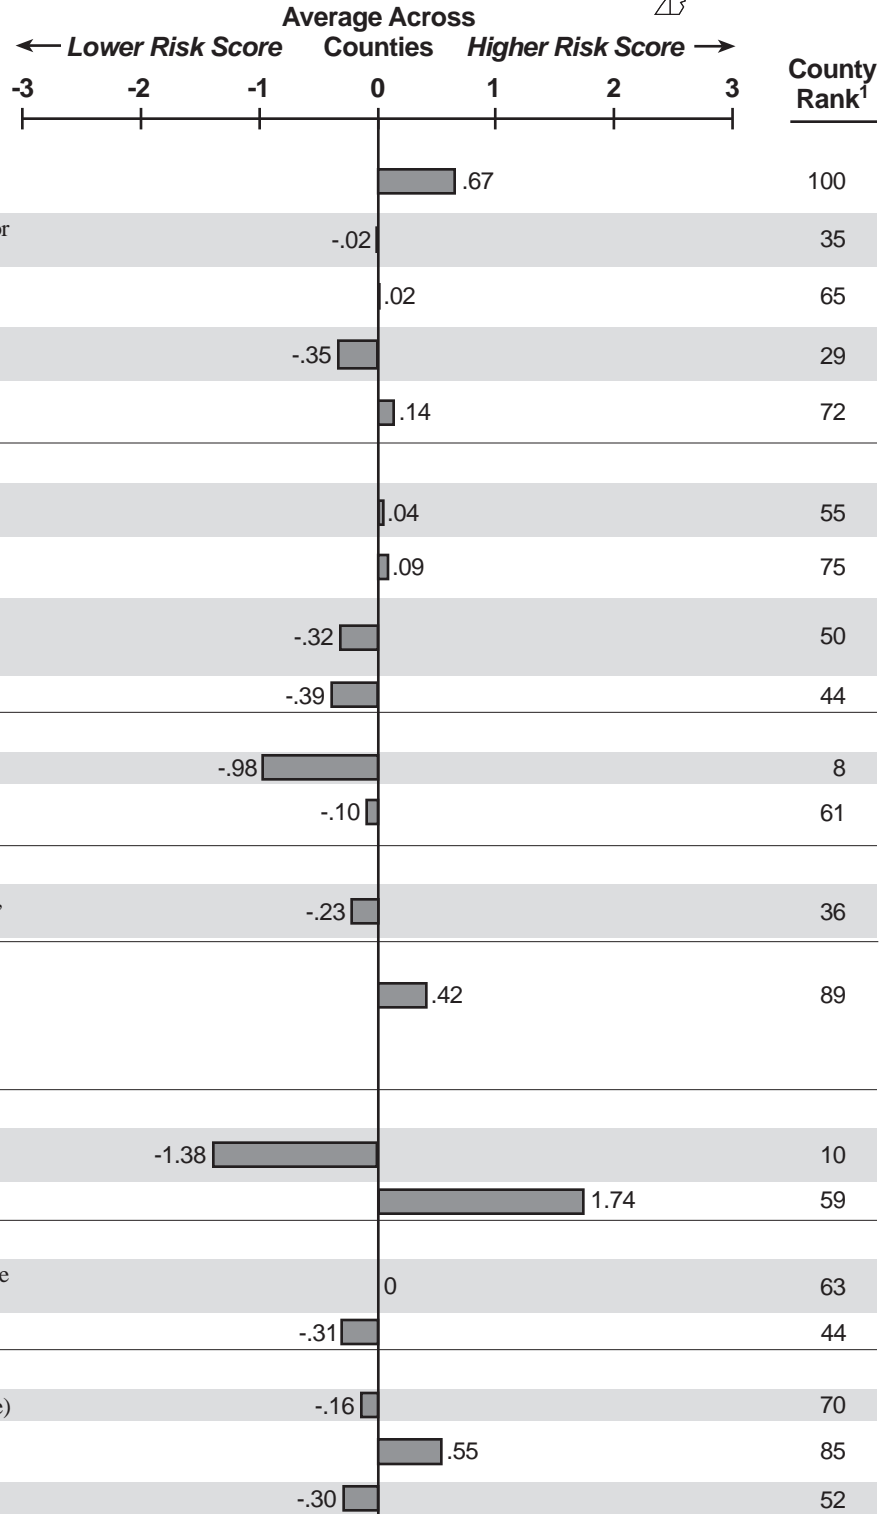 Average Across
← Lower Risk Score Counties Higher Risk Score →
County
Rank1
-3 -2 -1 0 1 2 3
.67 100
or
-.02 35
.02 65
-.35 29
.14 72
.04 55
.09 75
-.32 50
-.39 44
-.98 8
-.10 61
-.23 36
.42 89
-1.38 10
1.74 59
e
0 63
-.31 44
e) -.16 70
.55 85
-.30 52